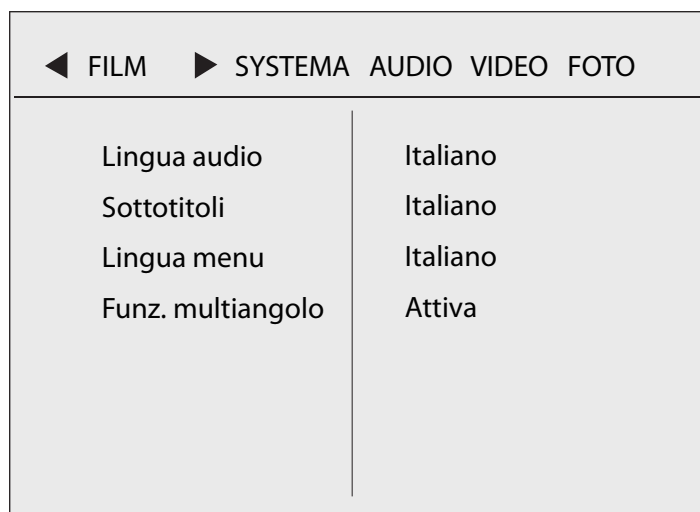 ◀ FILM ▶ SYSTEMA AUDIO VIDEO FOTO
Lingua audio Italiano
Sottotitoli Italiano
Lingua menu Italiano
Funz. multiangolo Attiva